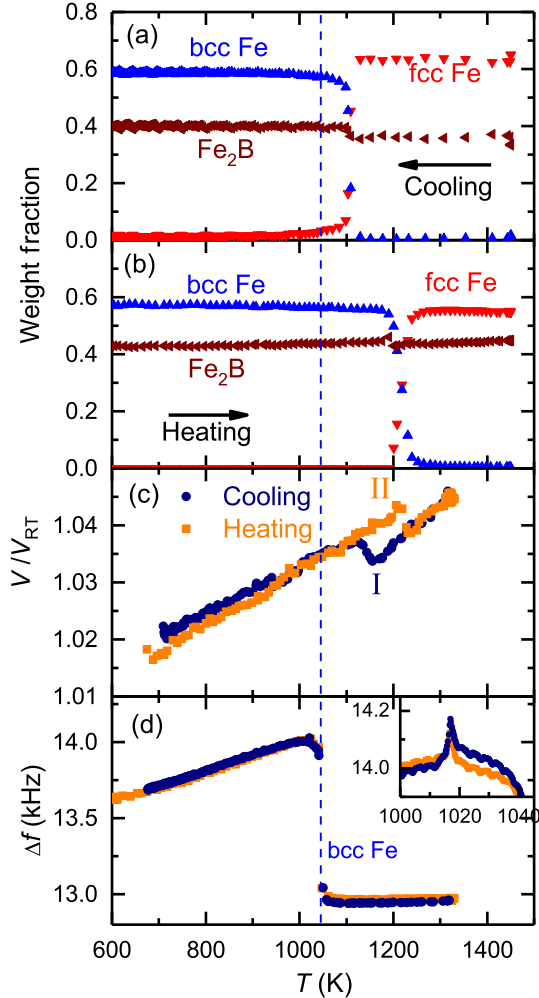 (a)
bcc Fe
fcc Fe
Fe₂B
Cooling
0.8
0.6
0.4
0.2
0.0
Weight fraction
(b)
bcc Fe
fcc Fe
Fe₂B
Heating
0.6
0.4
0.2
0.0
(c)
Cooling
Heating
II
I
1.04
1.03
1.02
1.01
V/V_RT
(d)
14.0
13.5
13.0
Δf (kHz)
14.2
14.0
1000 1020 1040
bcc Fe
600 800 1000 1200 1400
T (K)